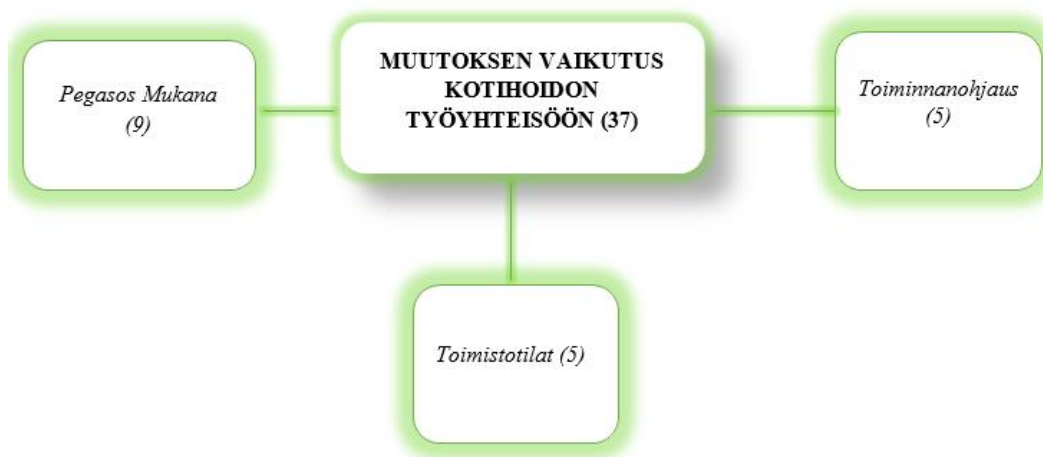 MUUTOKSEN VAIKUTUS
KOTIHOIDON
TYÖYHTEISÖÖN (37)
Pegasos Mukana
(9)
Toiminnanohjaus
(5)
Toimistotilat (5)